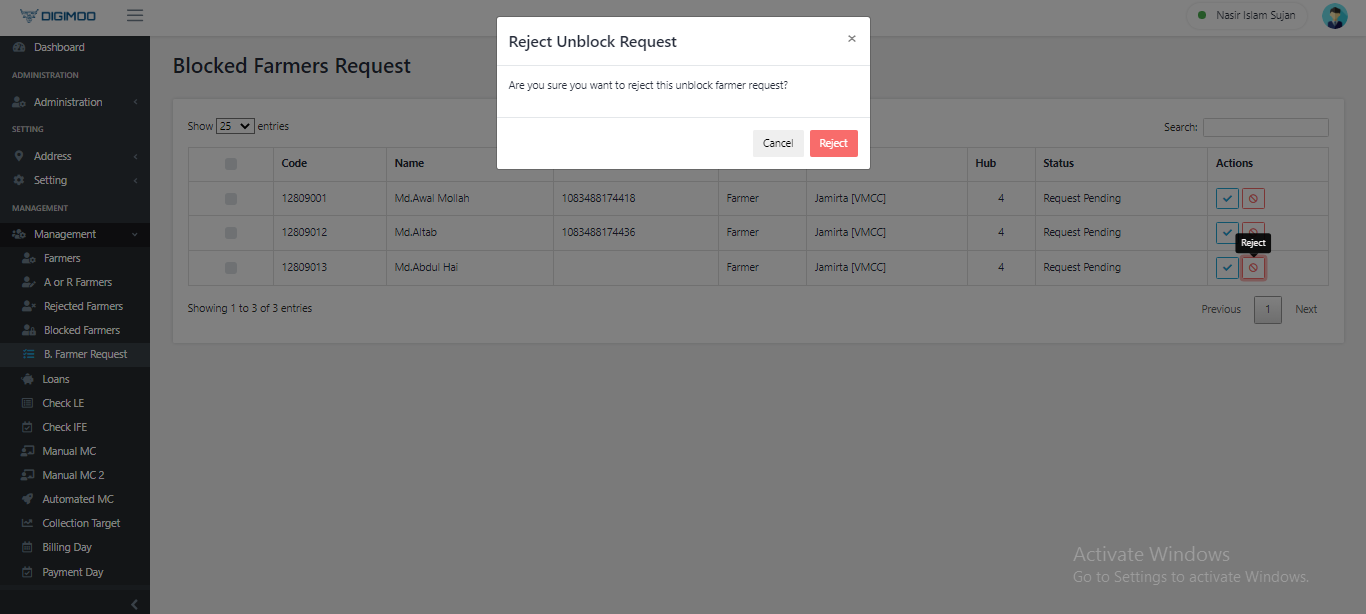 DIGIMOO
Nasir Islam Sujan
Reject Unblock Request
×
Are you sure you want to reject this unblock farmer request?
Cancel Reject
Dashboard
ADMINISTRATION
Administration
SETTING
Address
Setting
MANAGEMENT
Management
Farmers
A or R Farmers
Rejected Farmers
Blocked Farmers
B. Farmer Request
Loans
Check LE
Check IFE
Manual MC
Manual MC 2
Automated MC
Collection Target
Billing Day
Payment Day
Blocked Farmers Request
Show 25 entries
Search:
Code Name Hub Status Actions
12809001 Md.Awal Mollah 1083488174418 Farmer Jamirta [VMCC] 4 Request Pending
12809012 Md.Altab 1083488174436 Farmer Jamirta [VMCC] 4 Request Pending
Reject
12809013 Md.Abdul Hai Farmer Jamirta [VMCC] 4 Request Pending
Showing 1 to 3 of 3 entries
Previous 1 Next
Activate Windows
Go to Settings to activate Windows.